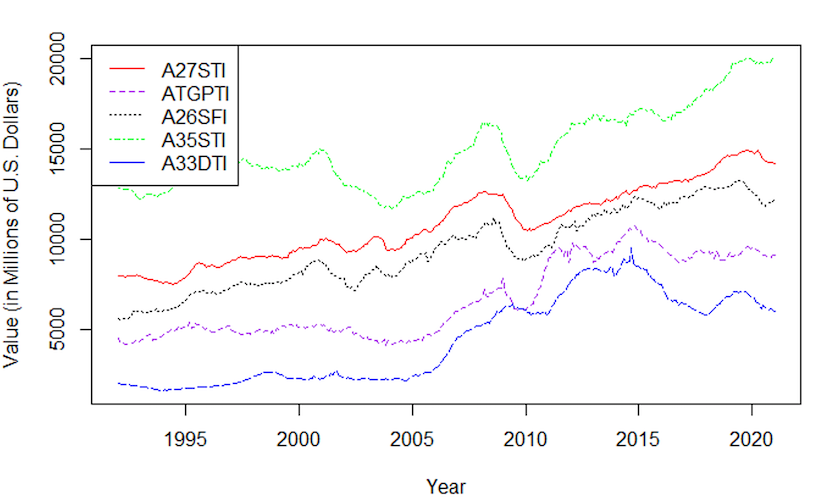 Value (in Millions of U.S. Dollars)
20000
15000
10000
5000
A27STI
ATGPTI
A26SFI
A35STI
A33DTI
1995 2000 2005 2010 2015 2020
Year